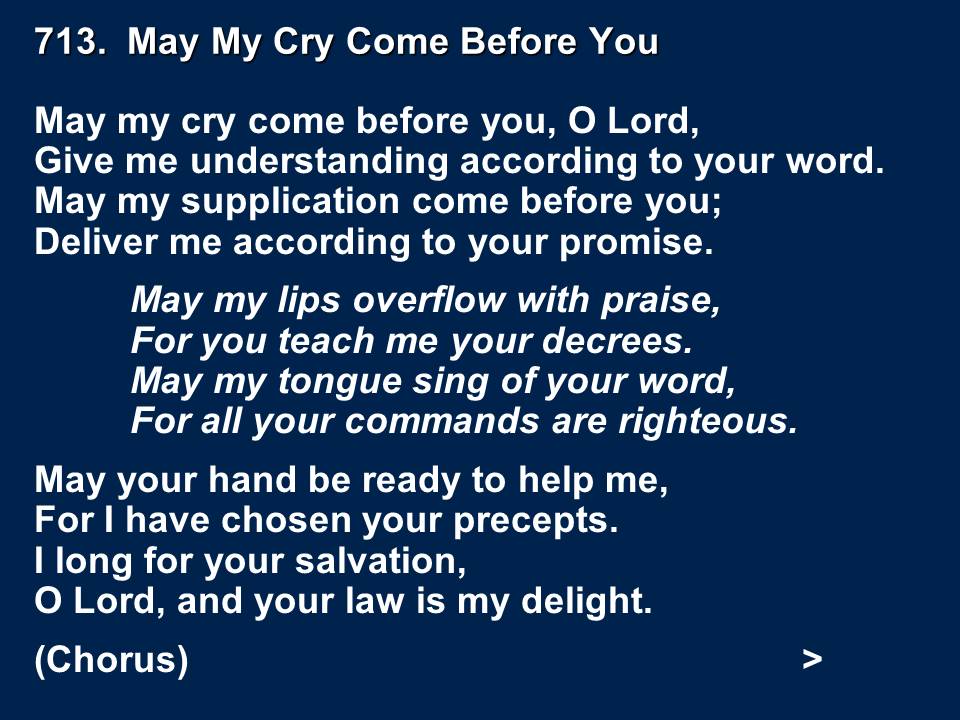 713.  May My Cry Come Before You
May my cry come before you, O Lord,
Give me understanding according to your word.
May my supplication come before you;
Deliver me according to your promise.
May my lips overflow with praise,
For you teach me your decrees.
May my tongue sing of your word,
For all your commands are righteous.
May your hand be ready to help me,
For I have chosen your precepts.
I long for your salvation,
O Lord, and your law is my delight.
(Chorus) >